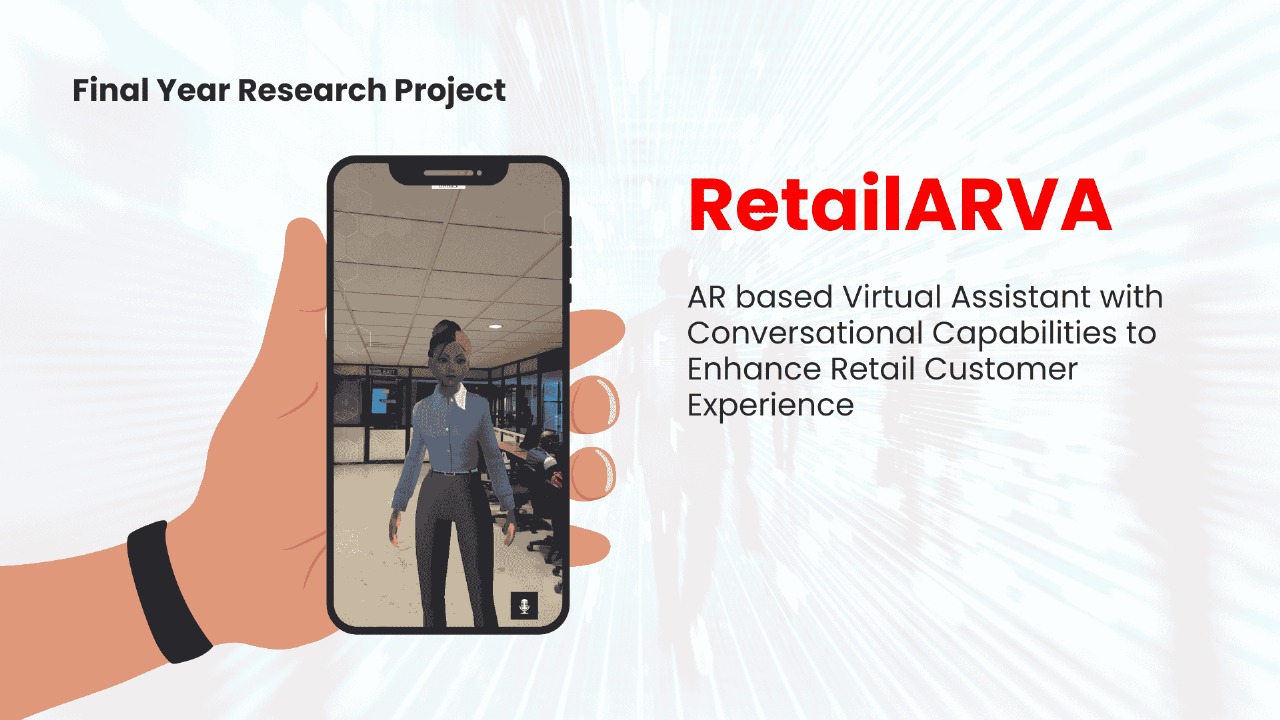 Final Year Research Project
RetailARVA
AR based Virtual Assistant with
Conversational Capabilities to
Enhance Retail Customer
Experience